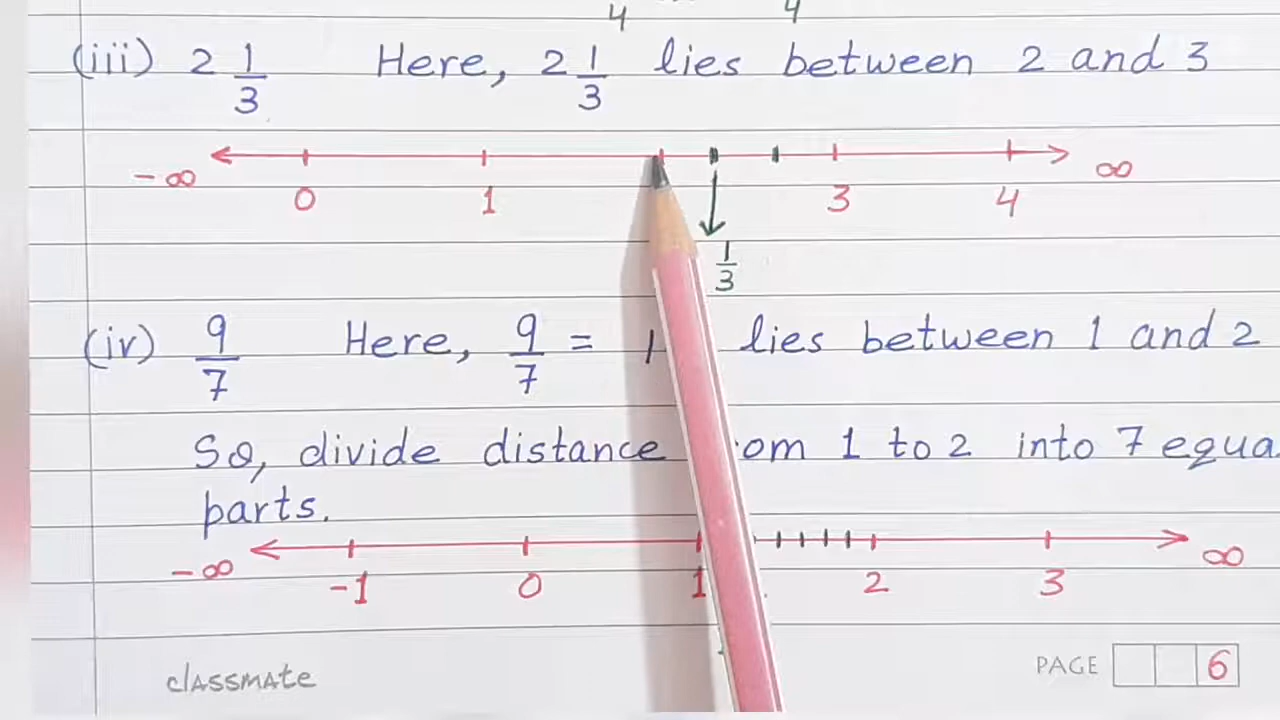 4 4
(iii) 2 1/3 Here, 2 1/3 lies between 2 and 3
-∞ 0 1 3 4 ∞
1/3
(iv) 9/7 Here, 9/7 = 1 lies between 1 and 2
So, divide distance 1 to 2 into 7
parts.
-∞ -1 0 1 2 3 ∞
classmate PAGE 6